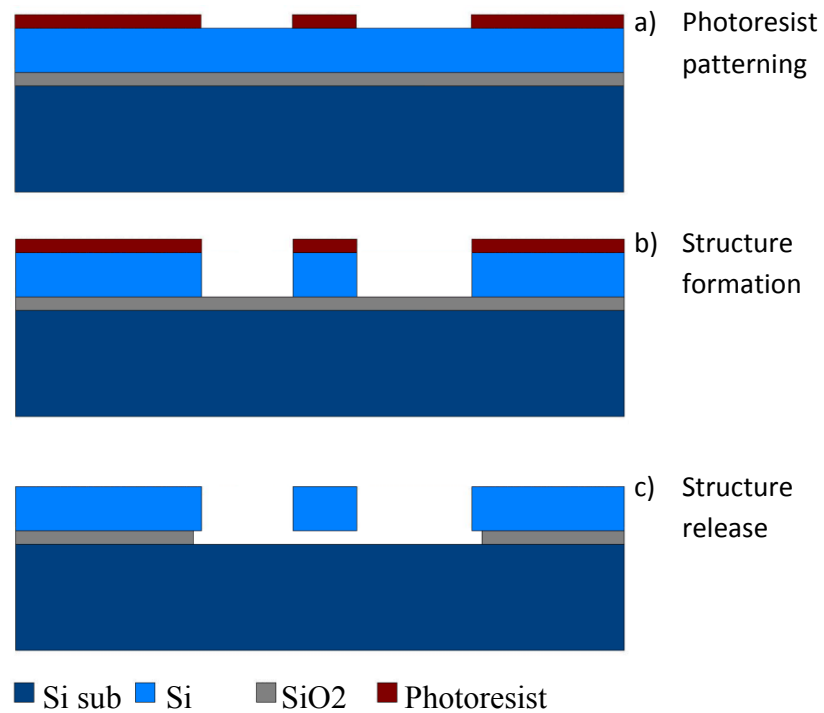 a) Photoresist
patterning
b) Structure
formation
c) Structure
release
Si sub Si SiO2 Photoresist